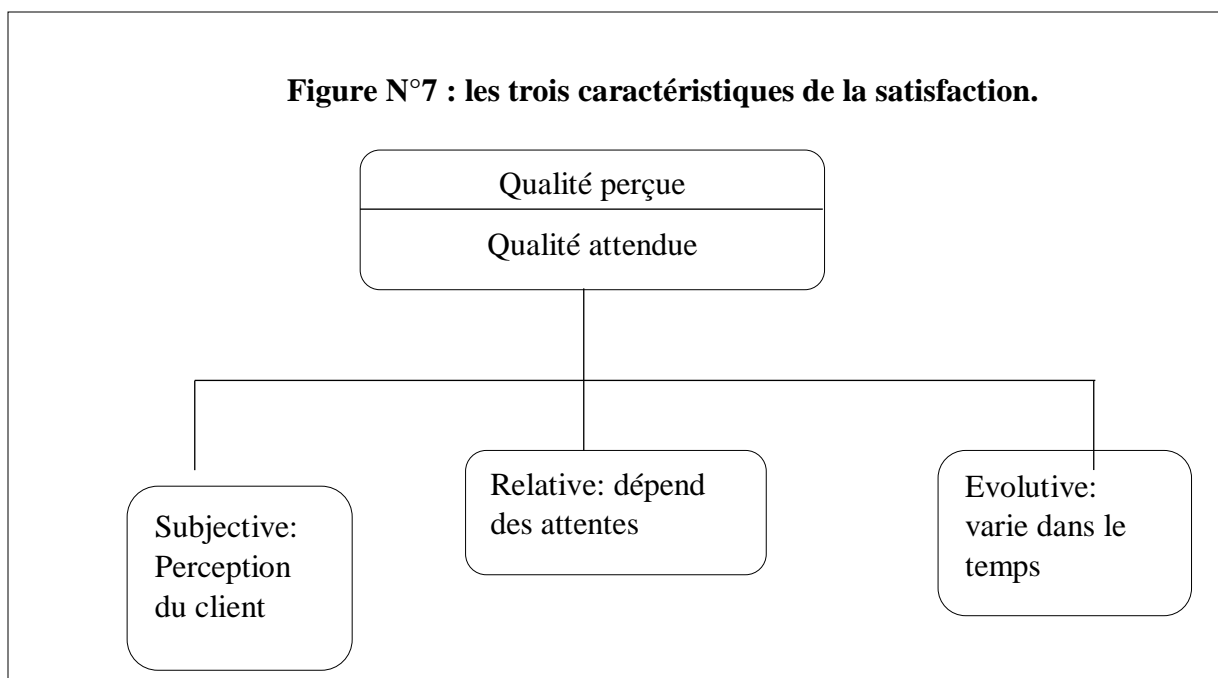 Figure N°7 : les trois caractéristiques de la satisfaction.
Qualité perçue
Qualité attendue
Subjective:
Perception
du client
Relative: dépend
des attentes
Evolutive:
varie dans le
temps